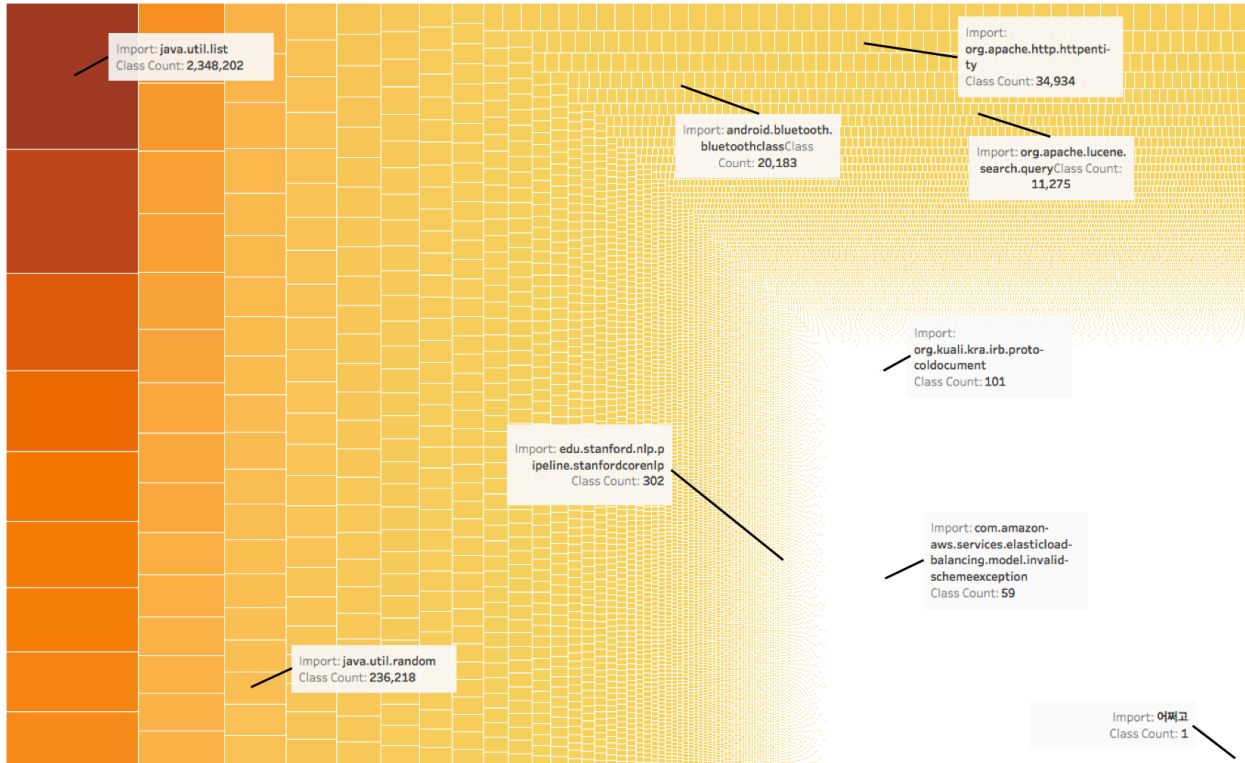 Import: java.util.list
Class Count: 2,348,202
Import:
org.apache.http.httpenti-
ty
Class Count: 34,934
Import: android.bluetooth.
bluetoothclassClass
Count: 20,183
Import: org.apache.lucene.
search.queryClass Count:
11,275
Import:
org.kuali.kra.irb.proto-
coldocument
Class Count: 101
Import: edu.stanford.nlp.p
ipeline.stanfordcorenlp
Class Count: 302
Import: com.amazon-
aws.services.elasticload-
balancing.model.invalid-
schemeexception
Class Count: 59
Import: java.util.random
Class Count: 236,218
Import: 어쩌고
Class Count: 1